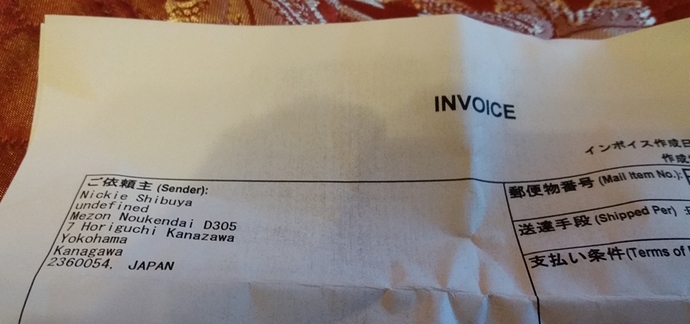 INVOICE
インボイス作成日
作成
ご依頼主 (Sender):
Nickie Shibuya
undefined
Mezon Noukendai D305
7 Horiguchi Kanazawa
Yokohama
Kanagawa
2360054, JAPAN
郵便物番号 (Mail Item No.):
送達手段 (Shipped Per)
支払い条件(Terms of